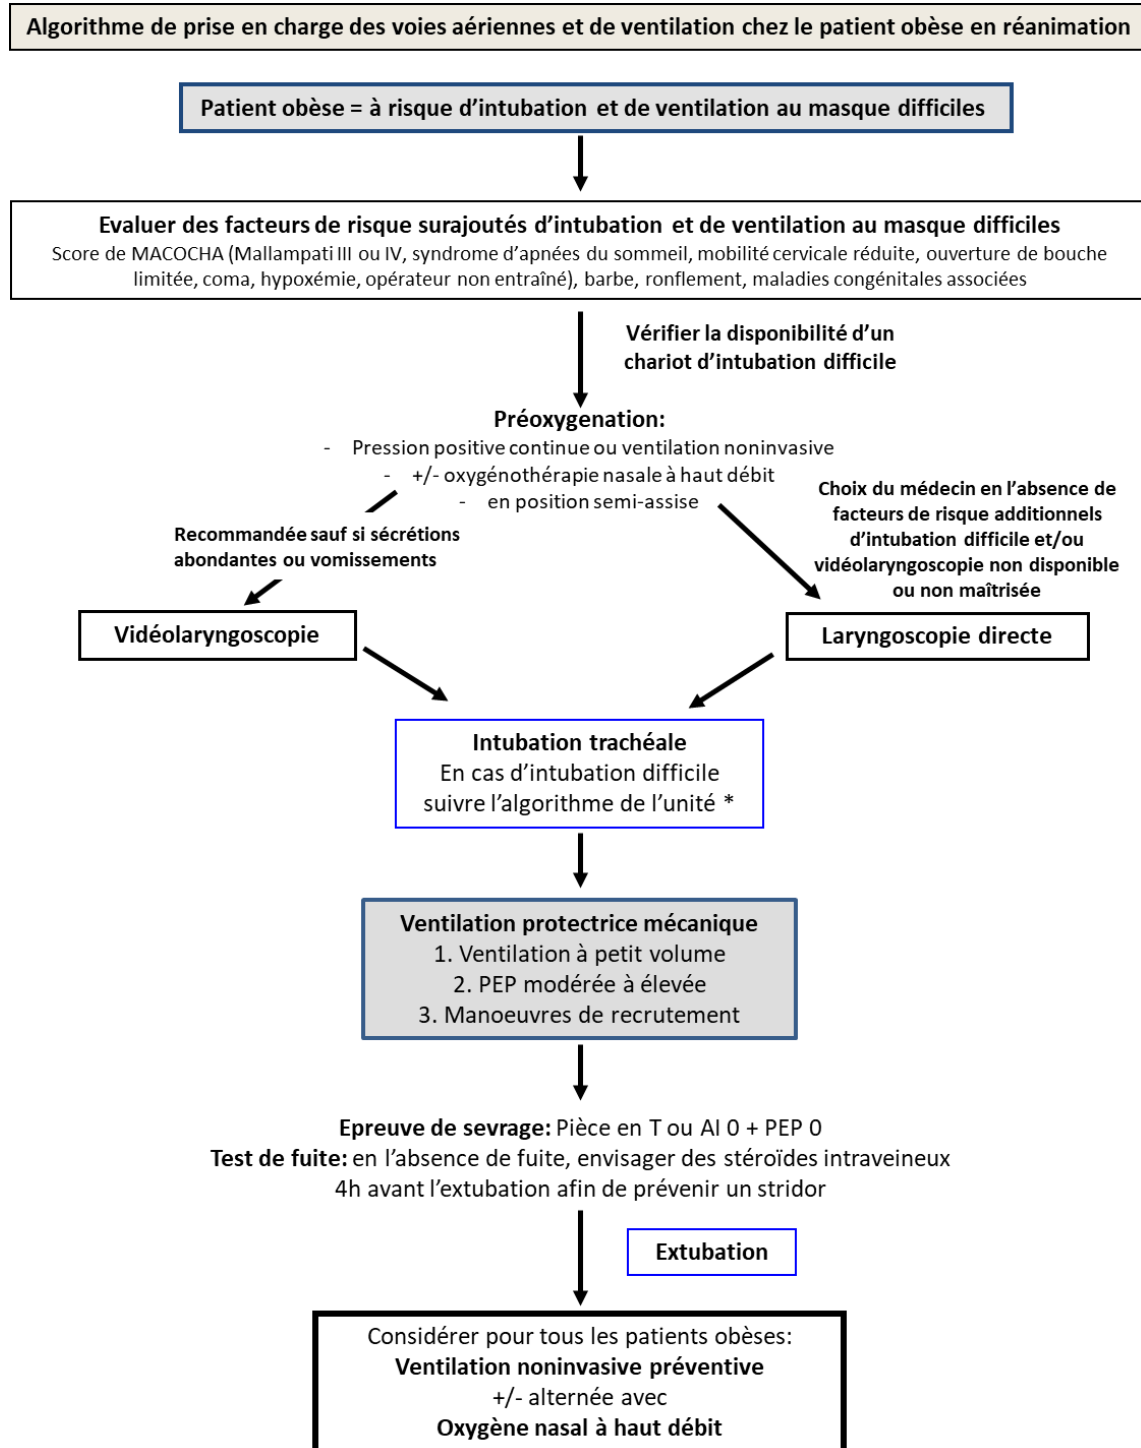 Algorithme de prise en charge des voies aériennes et de ventilation chez le patient obèse en réanimation
Patient obèse = à risque d'intubation et de ventilation au masque difficiles
Evaluer des facteurs de risque surajoutés d'intubation et de ventilation au masque difficiles
Score de MACOCHA (Mallampati III ou IV, syndrome d'apnées du sommeil, mobilité cervicale réduite, ouverture de bouche
limitée, coma, hypoxémie, opérateur non entraîné), barbe, ronflement, maladies congénitales associées
Vérifier la disponibilité d'un
chariot d'intubation difficile
Préoxygenation:
- Pression positive continue ou ventilation noninvasive
- +/- oxygénothérapie nasale à haut débit
- en position semi-assise
Recommandée sauf si sécrétions
abondantes ou vomissements
Choix du médecin en l'absence de
facteurs de risque additionnels
d'intubation difficile et/ou
vidéolaryngoscopie non disponible
ou non maîtrisée
Vidéolaryngoscopie
Laryngoscopie directe
Intubation trachéale
En cas d'intubation difficile
suivre l'algorithme de l'unité *
Ventilation protectrice mécanique
1. Ventilation à petit volume
2. PEP modérée à élevée
3. Manoeuvres de recrutement
Epreuve de sevrage: Pièce en T ou AI 0 + PEP 0
Test de fuite: en l'absence de fuite, envisager des stéroïdes intraveineux
4h avant l'extubation afin de prévenir un stridor
Extubation
Considérer pour tous les patients obèses:
Ventilation noninvasive préventive
+/- alternée avec
Oxygène nasal à haut débit